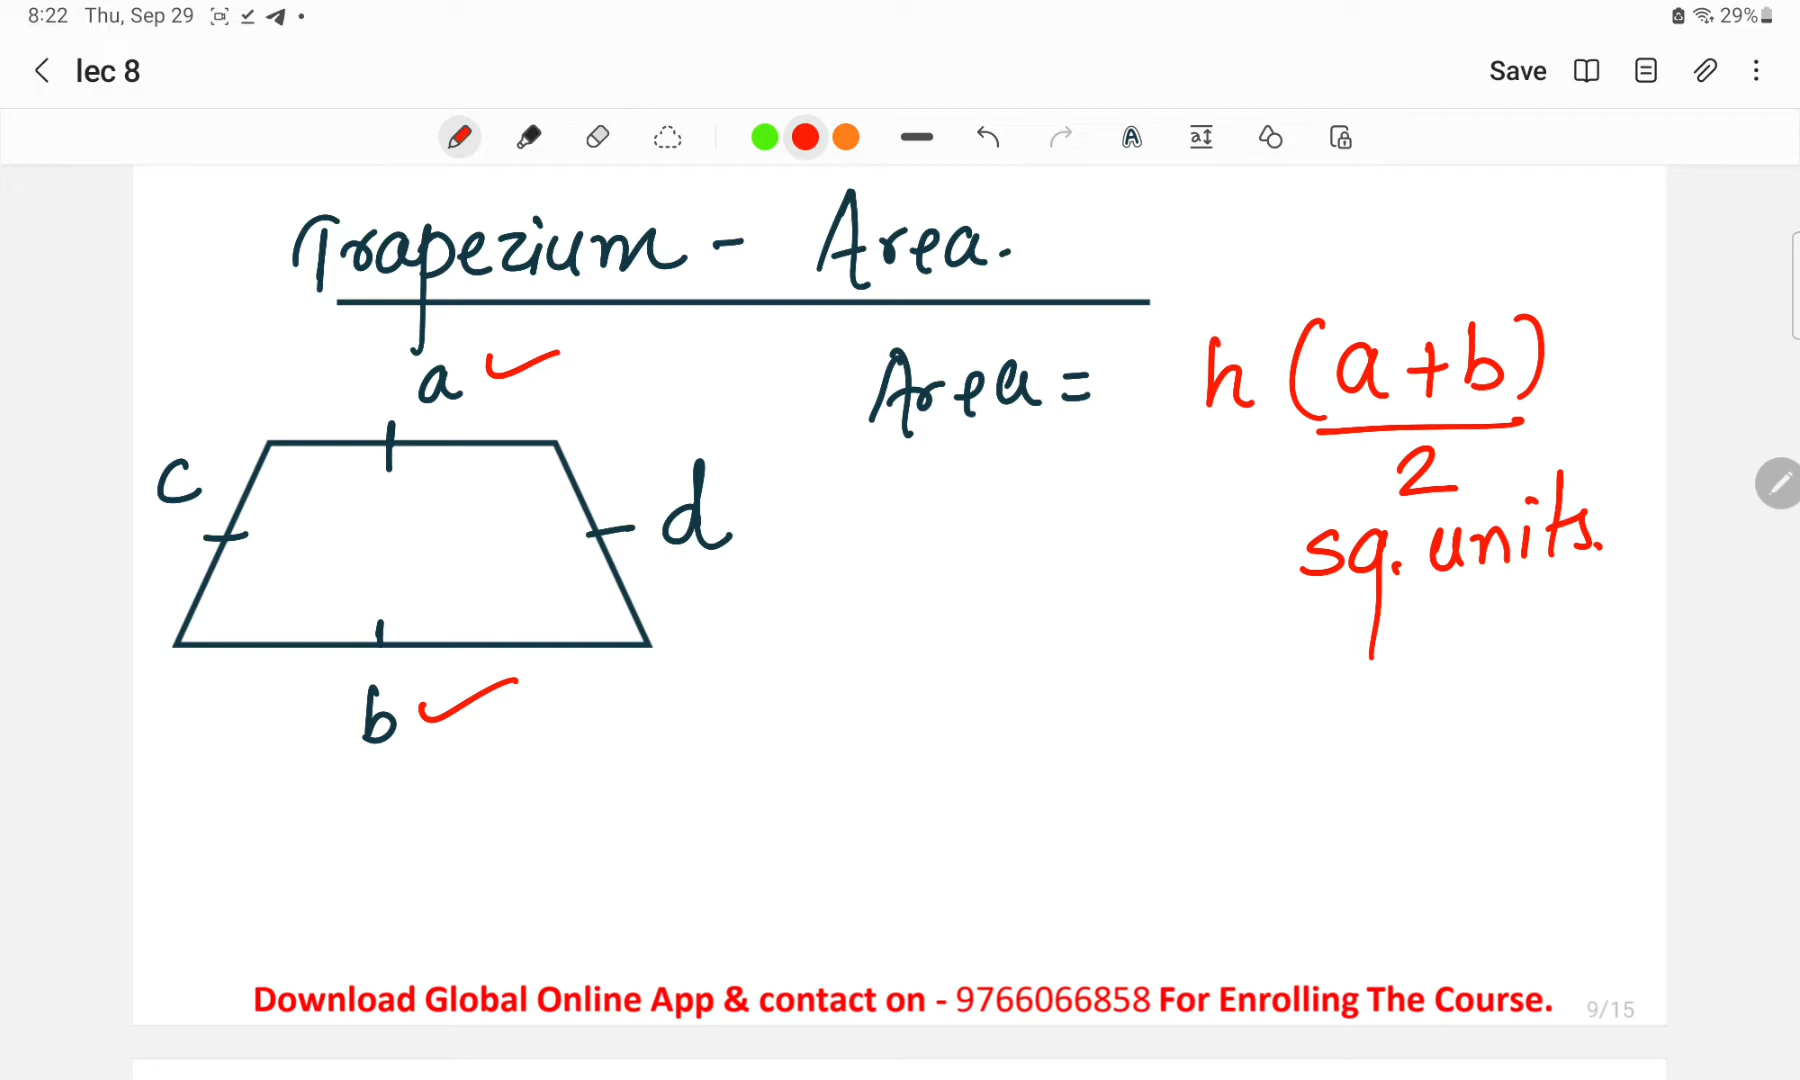 8:22 Thu, Sep 29 29%
lec 8
Save
Trapezium - Area.
a
Area = h (a+b)
2
sq. units.
c
d
b
Download Global Online App & contact on - 9766066858 For Enrolling The Course.
9/15